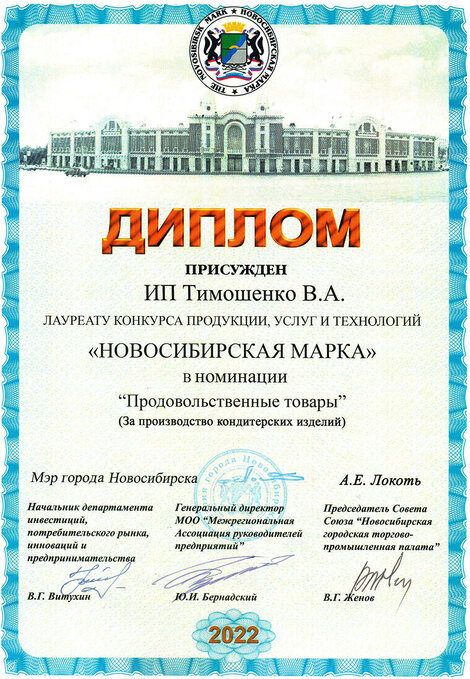 THE NOVOSIBIRSK MARK ★ НОВОСИБИРСКАЯ МАРКА ★
ДИПЛОМ
ПРИСУЖДЕН
ИП Тимошенко В.А.
ЛАУРЕАТУ КОНКУРСА ПРОДУКЦИИ, УСЛУГ И ТЕХНОЛОГИЙ
«НОВОСИБИРСКАЯ МАРКА»
в номинации
“Продовольственные товары”
(За производство кондитерских изделий)
города Новосиби
Мэр города Новосибирска
А.Е. Локоть
Начальник департамента
инвестиций,
потребительского рынка,
инноваций и
предпринимательства
В.Г. Витухин
Генеральный директор
МОО “Межрегиональная
Ассоциация руководителей
предприятий”
Ю.И. Бернадский
Председатель Совета
Союза “Новосибирская
городская торгово-
промышленная палата”
В.Г. Женов
2022